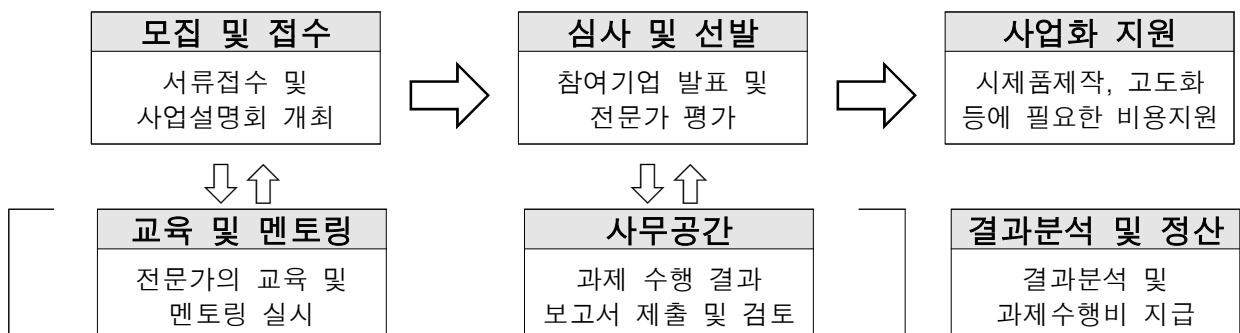 모집 및 접수
서류접수 및
사업설명회 개최
심사 및 선발
참여기업 발표 및
전문가 평가
사업화 지원
시제품제작, 고도화
등에 필요한 비용지원
교육 및 멘토링
전문가의 교육 및
멘토링 실시
사무공간
과제 수행 결과
보고서 제출 및 검토
결과분석 및 정산
결과분석 및
과제수행비 지급